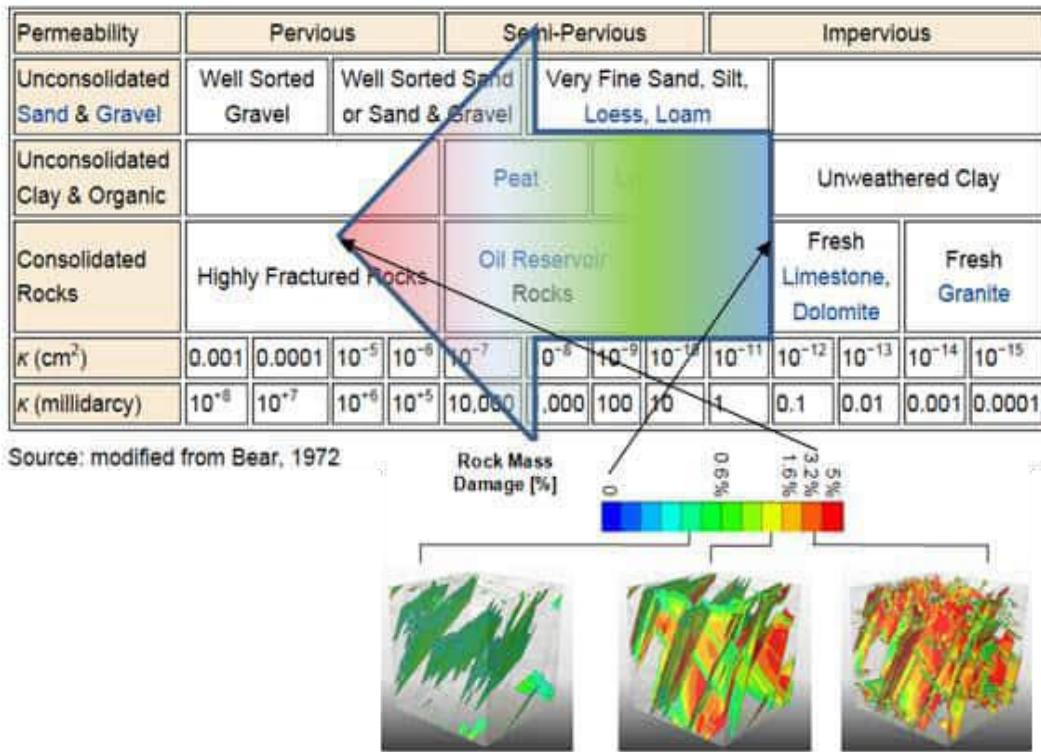 Permeability Pervious Semi-Pervious Impervious
Unconsolidated
Sand & Gravel
Well Sorted
Gravel
Well Sorted Sand
or Sand & Gravel
Very Fine Sand, Silt,
Loess, Loam
Unconsolidated
Clay & Organic
Peat
Unweathered Clay
Consolidated
Rocks
Highly Fractured Rocks
Oil Reservoir
Rocks
Fresh
Limestone,
Dolomite
Fresh
Granite
κ (cm²) 0.001 0.0001 10⁻⁵ 10⁻⁶ 10⁻⁷ 0⁻⁸ 10⁻⁹ 10⁻¹⁰ 10⁻¹¹ 10⁻¹² 10⁻¹³ 10⁻¹⁴ 10⁻¹⁵
κ (millidarcy) 10⁺⁸ 10⁺⁷ 10⁺⁶ 10⁺⁵ 10,000 ,000 100 10 1 0.1 0.01 0.001 0.0001
Source: modified from Bear, 1972
Rock Mass
Damage [%]
0 0.6% 1.6% 3.2% 5%